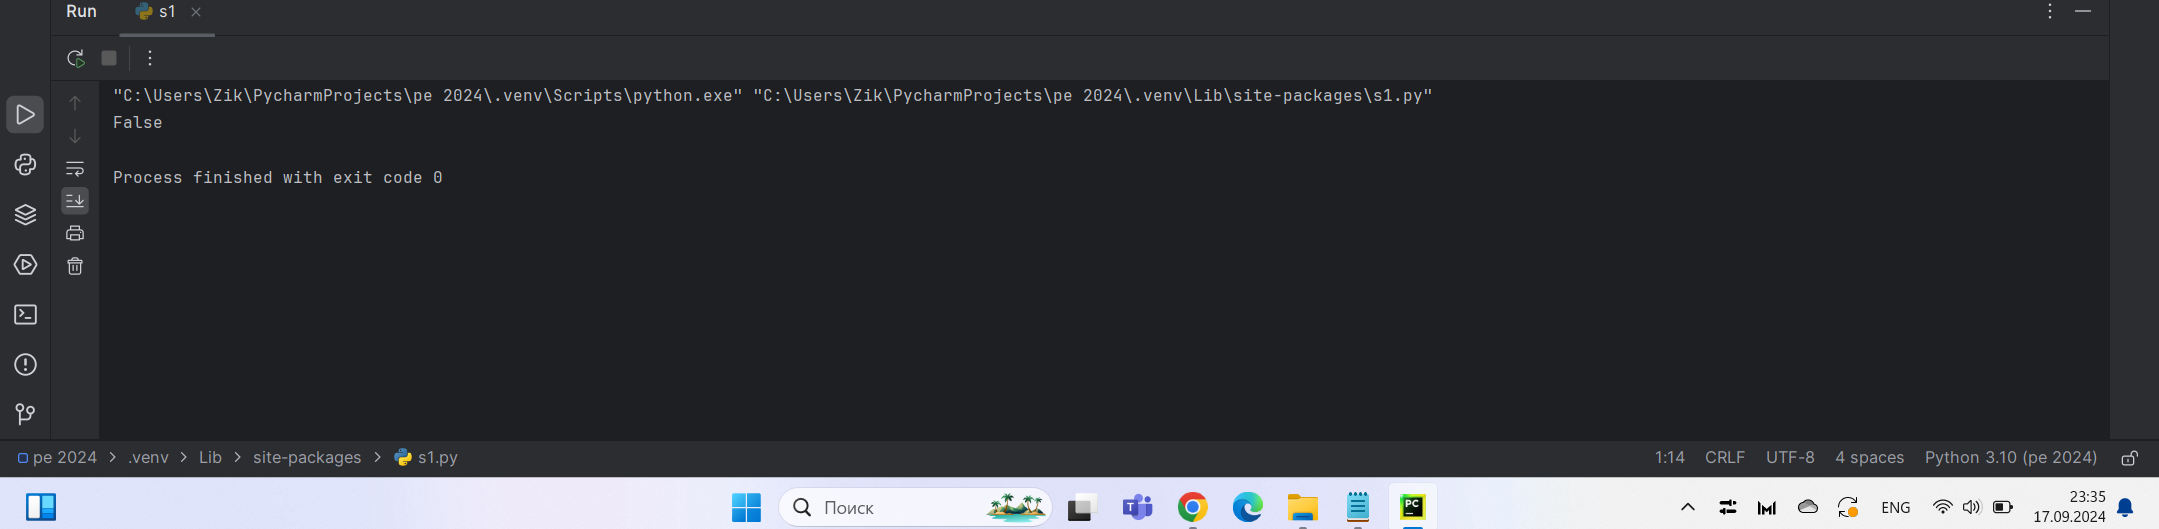 Run s1
"C:\Users\Zik\PycharmProjects\pe 2024\.venv\Scripts\python.exe" "C:\Users\Zik\PycharmProjects\pe 2024\.venv\Lib\site-packages\s1.py"
False
Process finished with exit code 0
pe 2024 > .venv > Lib > site-packages > s1.py 1:14 CRLF UTF-8 4 spaces Python 3.10 (pe 2024)
Поиск PC ENG 23:35
17.09.2024